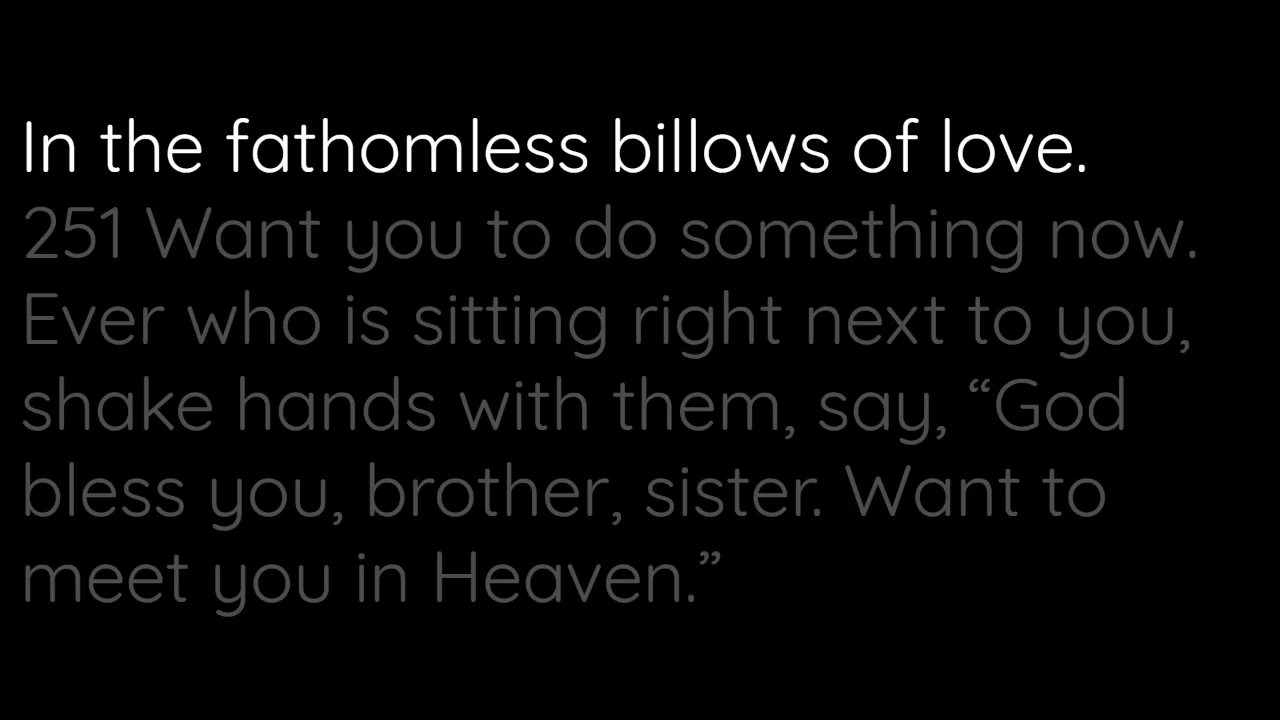 In the fathomless billows of love.
251 Want you to do something now.
Ever who is sitting right next to you,
shake hands with them, say, “God
bless you, brother, sister. Want to
meet you in Heaven.”